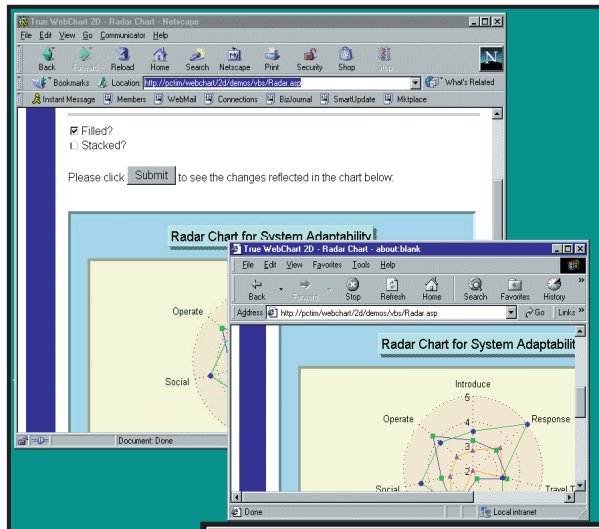 True WebChart 2D - Radar Chart - Netscape
File Edit View Go Communicator Help
Back Forward Reload Home Search Netscape Print Security Shop Stop
Bookmarks Location: http://pctim/webchart/2d/demos/vbs/Radar.asp What's Related
Instant Message Members WebMail Connections BizJournal SmartUpdate Mktplace
Filled?
Stacked?
Please click Submit to see the changes reflected in the chart below:
Radar Chart for System Adaptability
Operate
Social
Document: Done
True WebChart 2D - Radar Chart - about:blank
File Edit View Favorites Tools Help
Back Forward Stop Refresh Home Search Favorites History »
Address http://pctim/webchart/2d/demos/vbs/Radar.asp Go Links »
Radar Chart for System Adaptabilit
Introduce
5
Operate 4 Response
3
2
Social Travel T
Done Local intranet